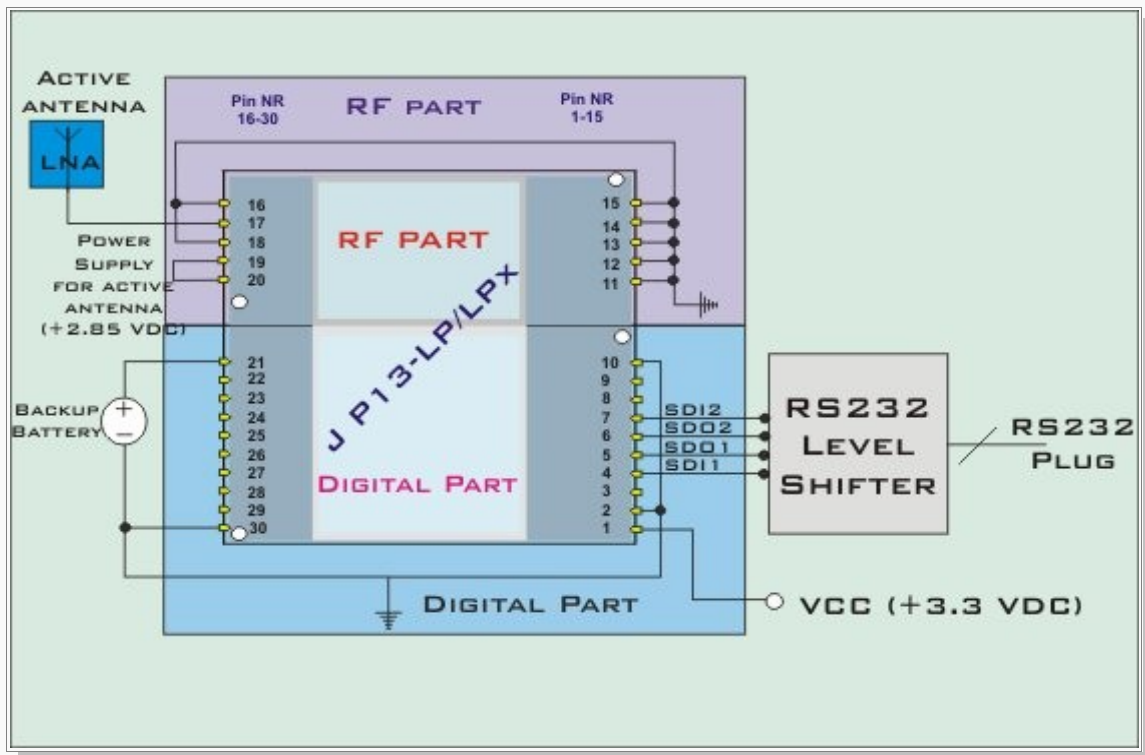 ACTIVE
ANTENNA
LNA
Pin NR
16-30
RF PART
Pin NR
1-15
RF PART
16
17
18
19
20
15
14
13
12
11
POWER
SUPPLY
FOR ACTIVE
ANTENNA
(+2.85 VDC)
J P13-LP/LPX
21
22
23
24
25
26
27
28
29
30
10
9
8
7
6
5
4
3
2
1
BACKUP
BATTERY
+
−
DIGITAL PART
SDI2
SDO2
SDO1
SDI1
RS232
LEVEL
SHIFTER
RS232
PLUG
DIGITAL PART
VCC (+3.3 VDC)